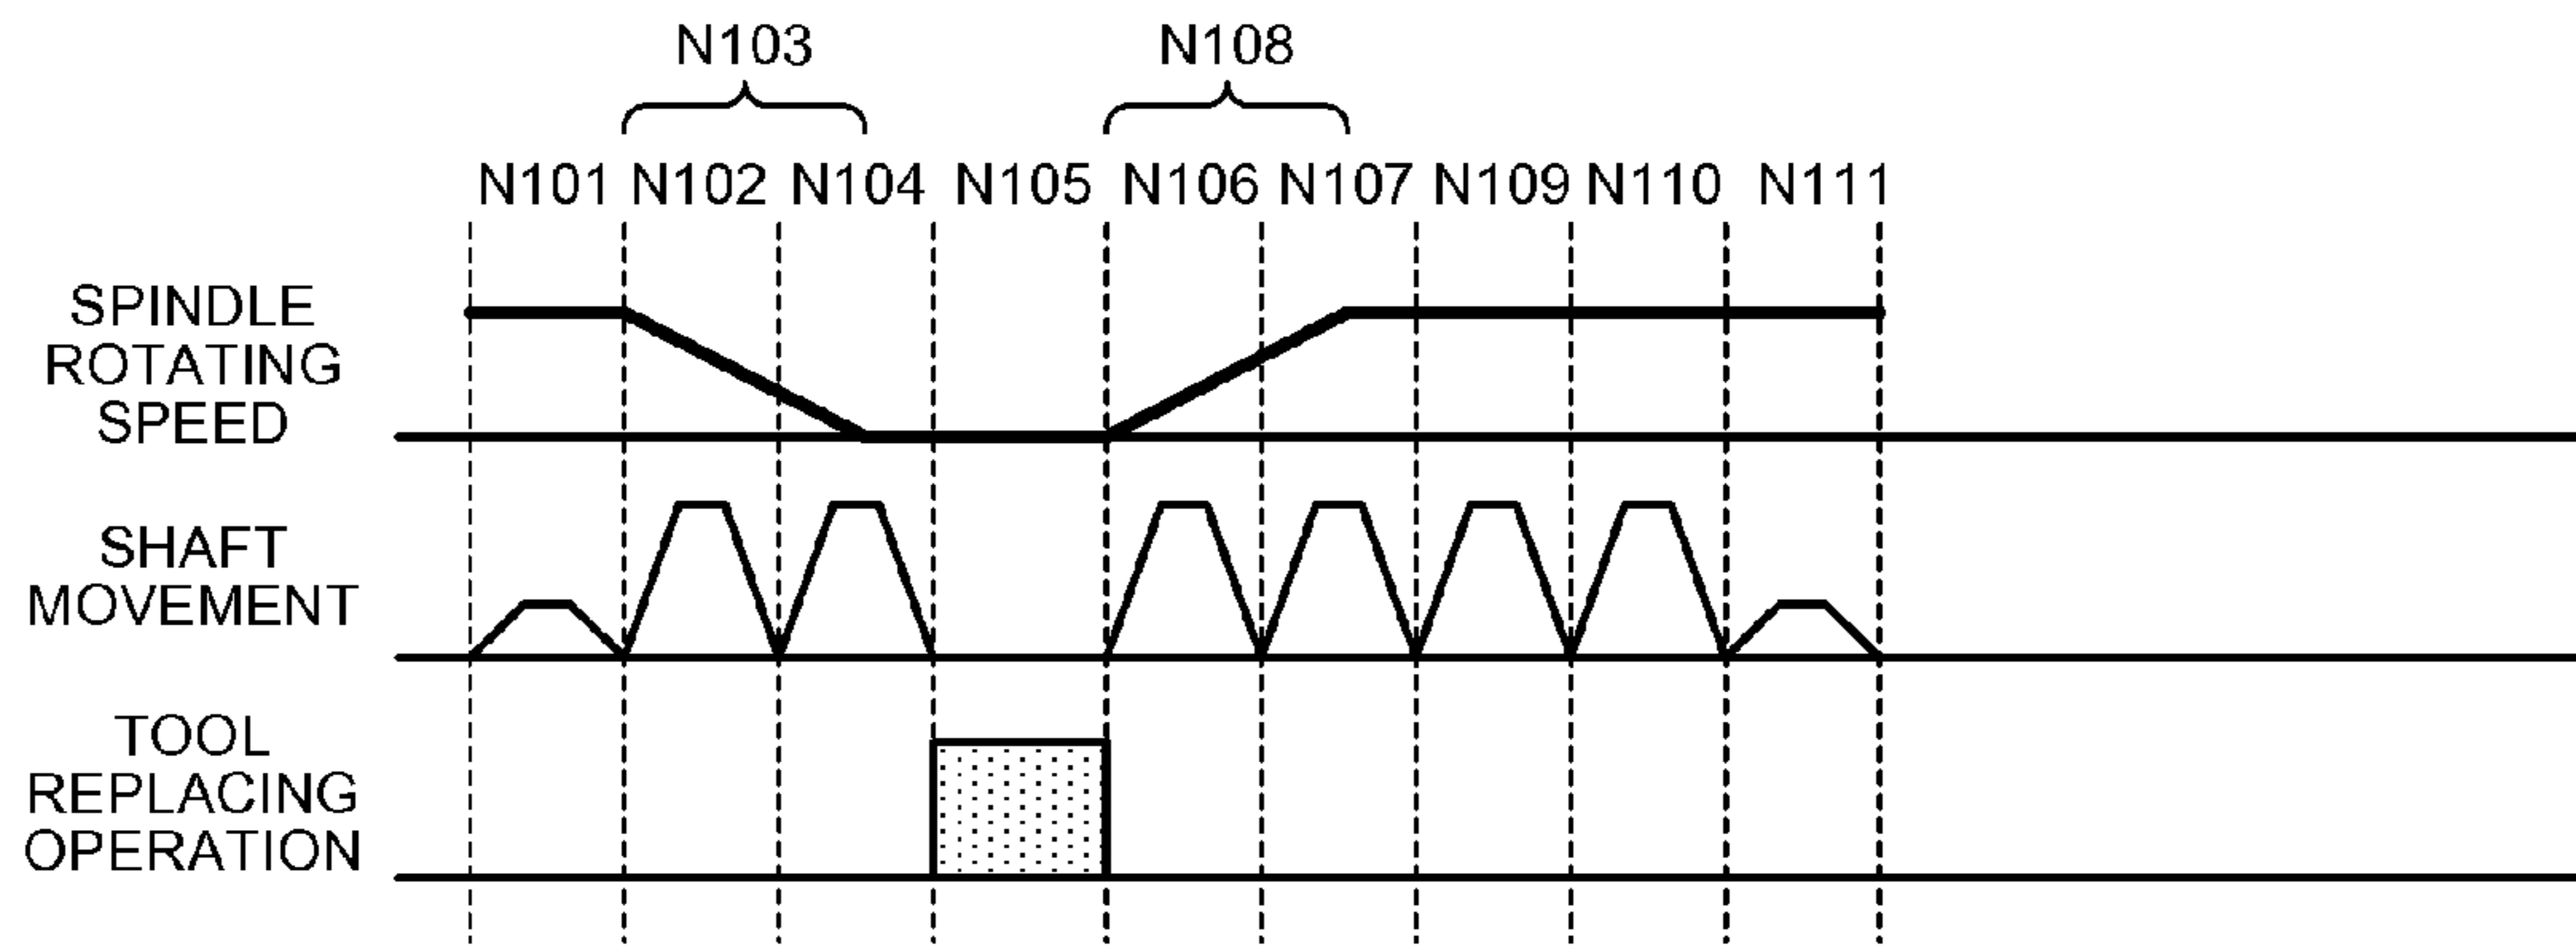 N103 N108
N101 N102 N104 N105 N106 N107 N109 N110 N111
SPINDLE
ROTATING
SPEED
SHAFT
MOVEMENT
TOOL
REPLACING
OPERATION